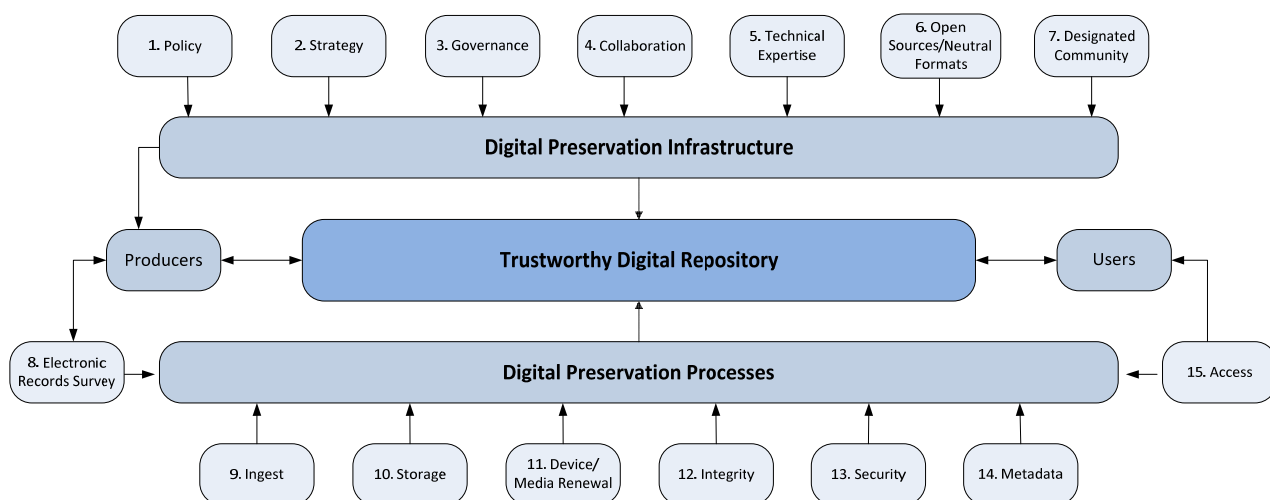 1. Policy
2. Strategy
3. Governance
4. Collaboration
5. Technical
Expertise
6. Open
Sources/Neutral
Formats
7. Designated
Community
Digital Preservation Infrastructure
Producers
Trustworthy Digital Repository
Users
8. Electronic
Records Survey
Digital Preservation Processes
15. Access
9. Ingest
10. Storage
11. Device/
Media Renewal
12. Integrity
13. Security
14. Metadata